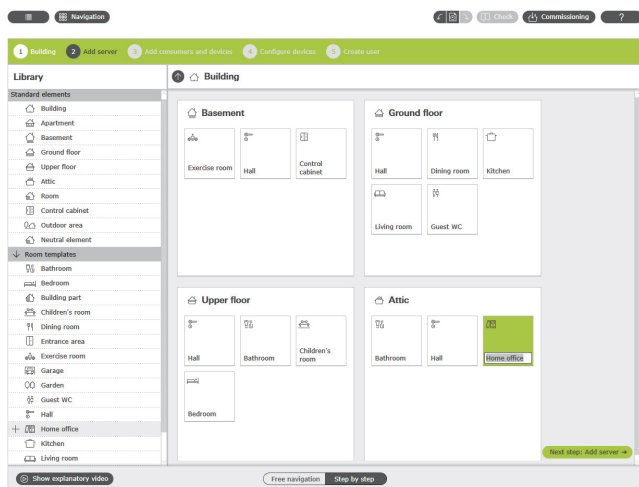 Navigation
Check
Commissioning
?
1 Building
2 Add server
3 Add consumers and devices
4 Configure devices
5 Create user
Library
Building
Standard elements
Building
Apartment
Basement
Ground floor
Upper floor
Attic
Room
Control cabinet
Outdoor area
Neutral element
Room templates
Bathroom
Bedroom
Building part
Children's room
Dining room
Entrance area
Exercise room
Garage
Garden
Guest WC
Hall
Home office
Kitchen
Living room
Basement
Exercise room
Hall
Control
cabinet
Ground floor
Hall
Dining room
Kitchen
Living room
Guest WC
Upper floor
Hall
Bathroom
Children's
room
Bedroom
Attic
Bathroom
Hall
Home office
Next step: Add server →
Show explanatory video
Free navigation
Step by step